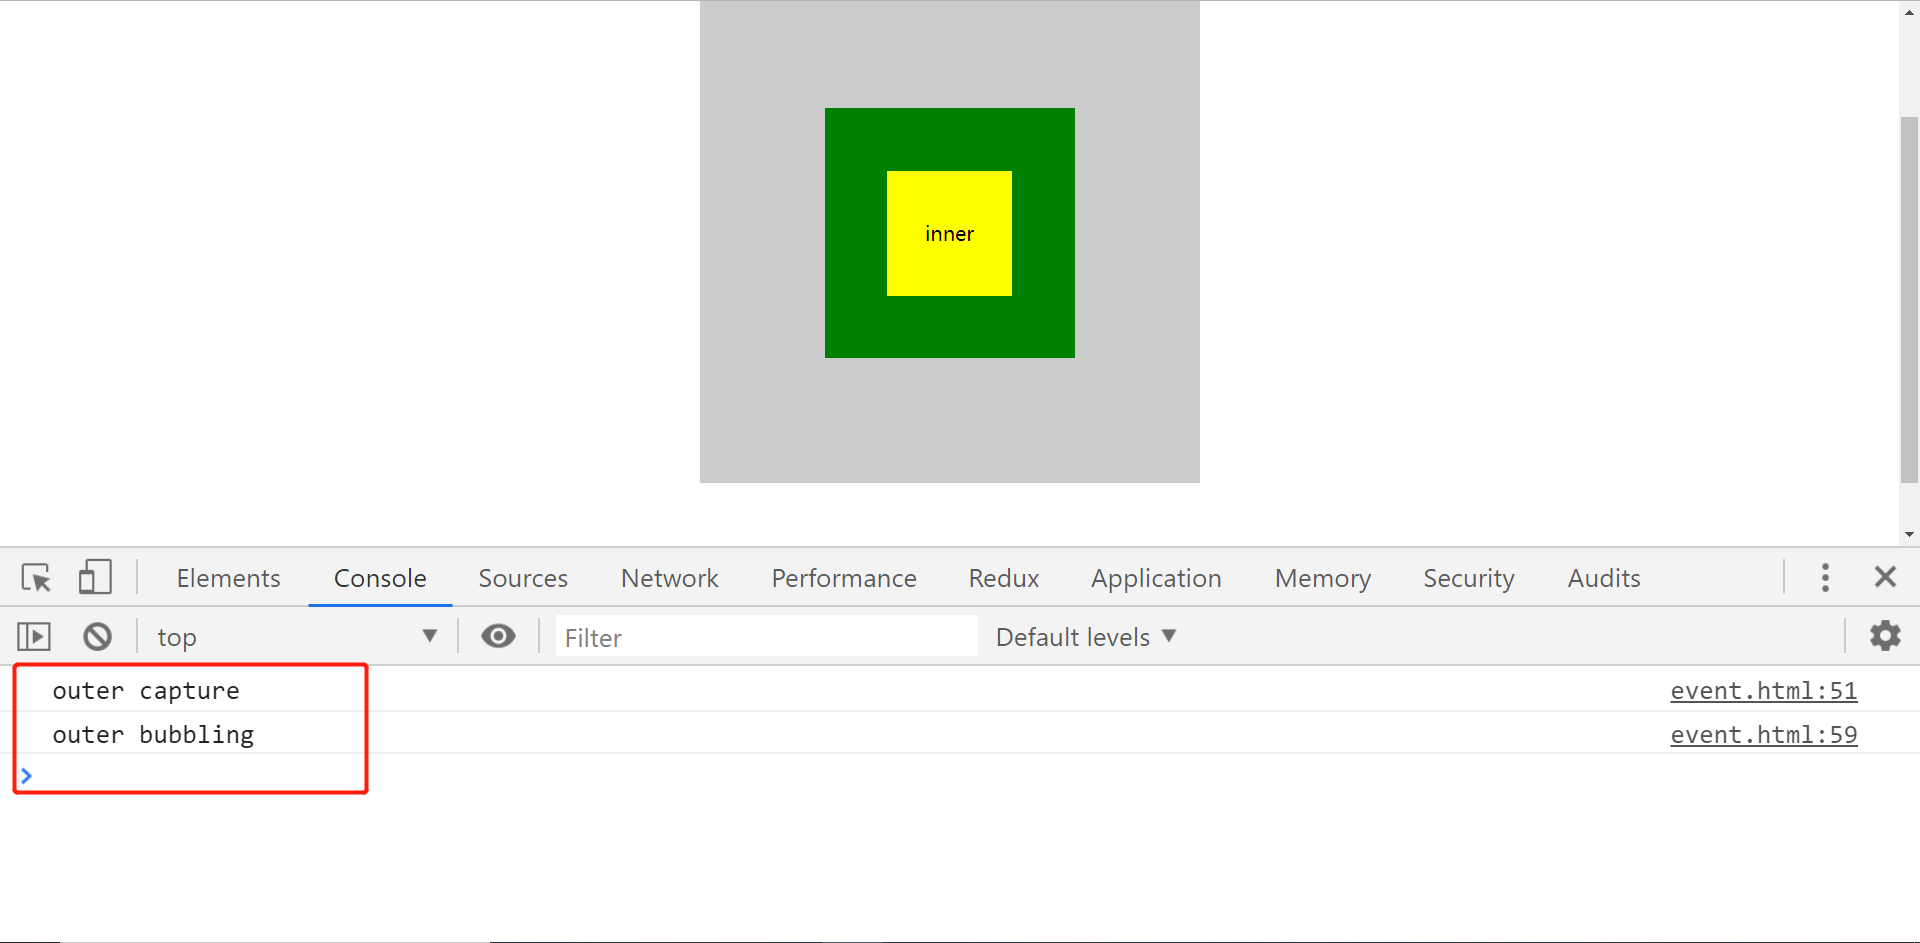 inner
Elements Console Sources Network Performance Redux Application Memory Security Audits
top Filter Default levels
outer capture event.html:51
outer bubbling event.html:59